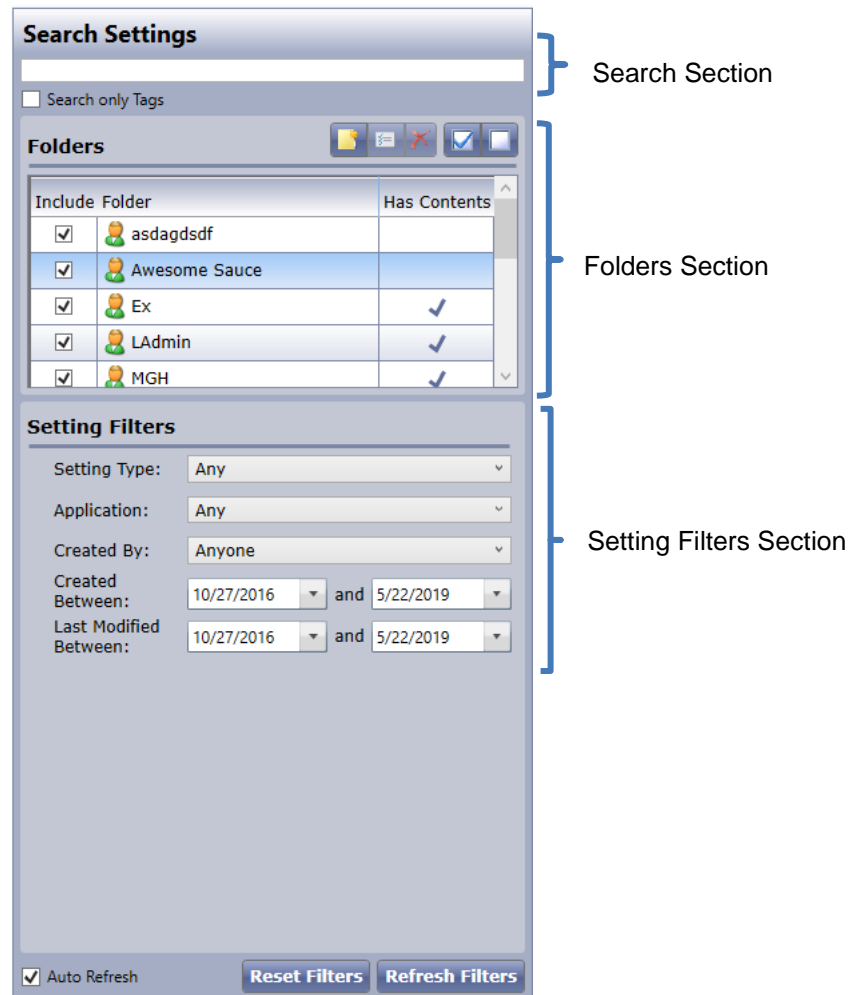 Search Settings
Search Section
Search only Tags
Folders
Include Folder Has Contents
asdagdsdf
Awesome Sauce
Ex
LAdmin
MGH
Folders Section
Setting Filters
Setting Type: Any
Application: Any
Created By: Anyone
Created
Between: 10/27/2016 and 5/22/2019
Last Modified
Between: 10/27/2016 and 5/22/2019
Setting Filters Section
Auto Refresh Reset Filters Refresh Filters